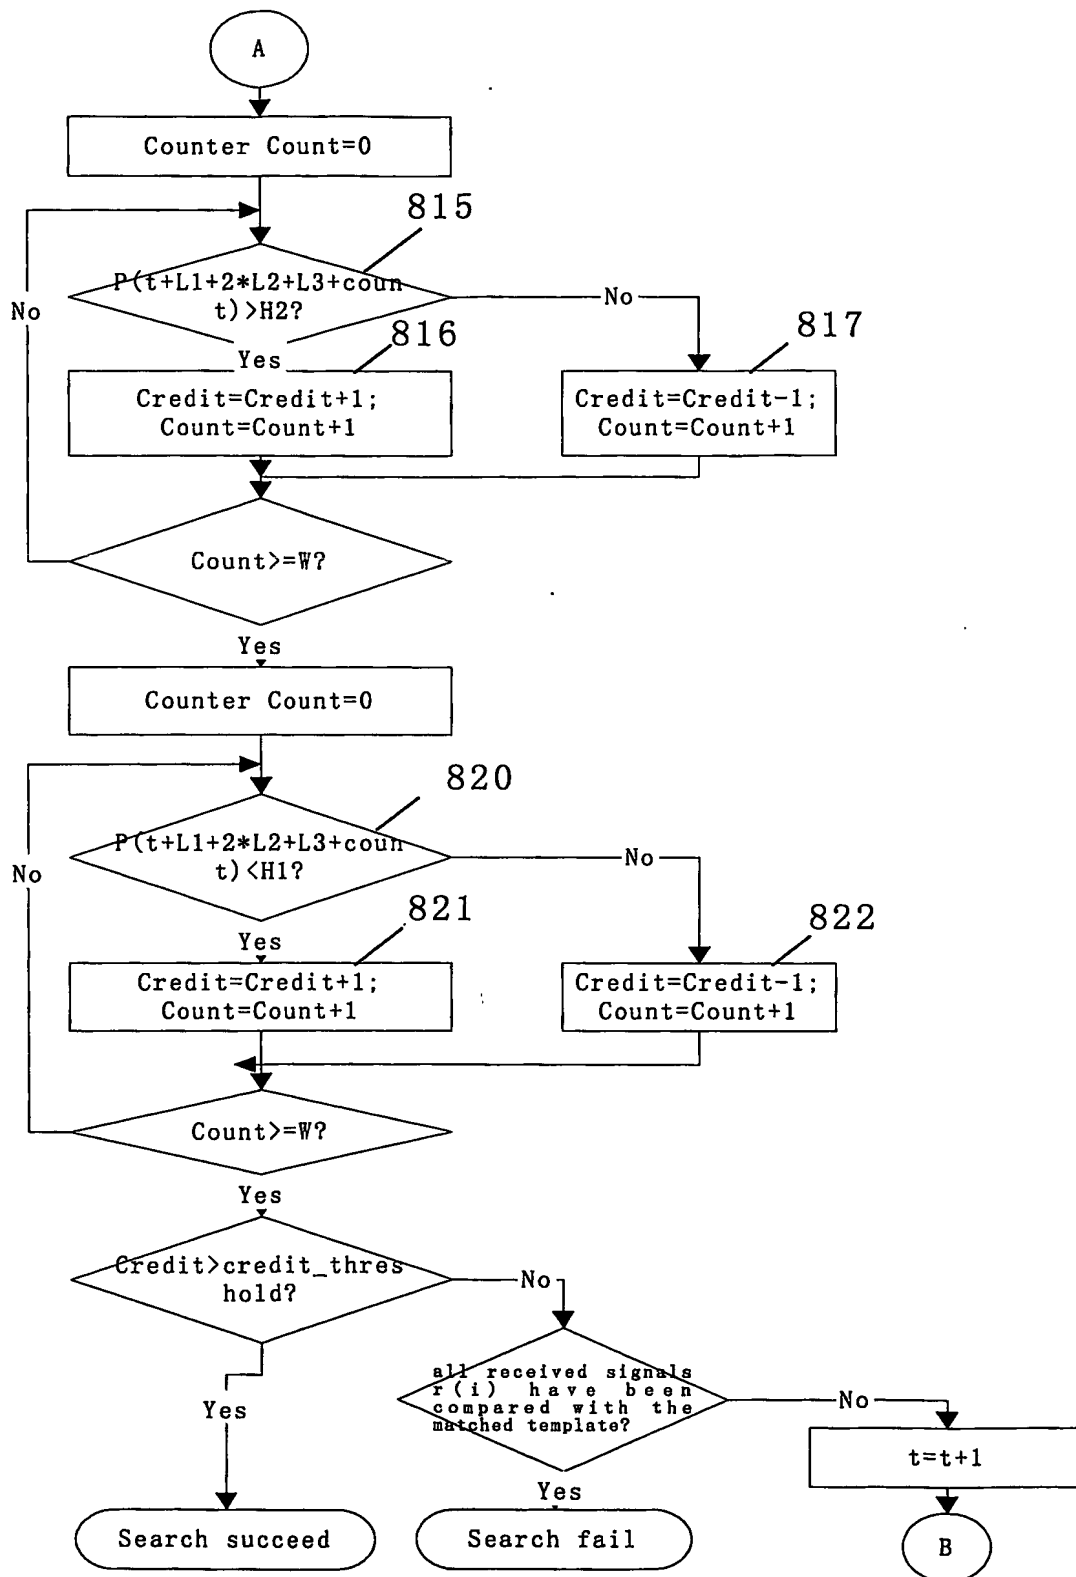 A
Counter Count=0
815
P(t+L1+2*L2+L3+coun
t)>H2?
No
No
Yes
816
817
Credit=Credit+1;
Count=Count+1
Credit=Credit-1;
Count=Count+1
Count>=W?
Yes
Counter Count=0
820
P(t+L1+2*L2+L3+coun
t)<H1?
No
No
Yes
821
822
Credit=Credit+1;
Count=Count+1
Credit=Credit-1;
Count=Count+1
Count>=W?
Yes
Credit>credit_thres
hold?
No
all received signals
r(i) have been
compared with the
matched template?
No
Yes
t=t+1
Yes
Search succeed
Search fail
B